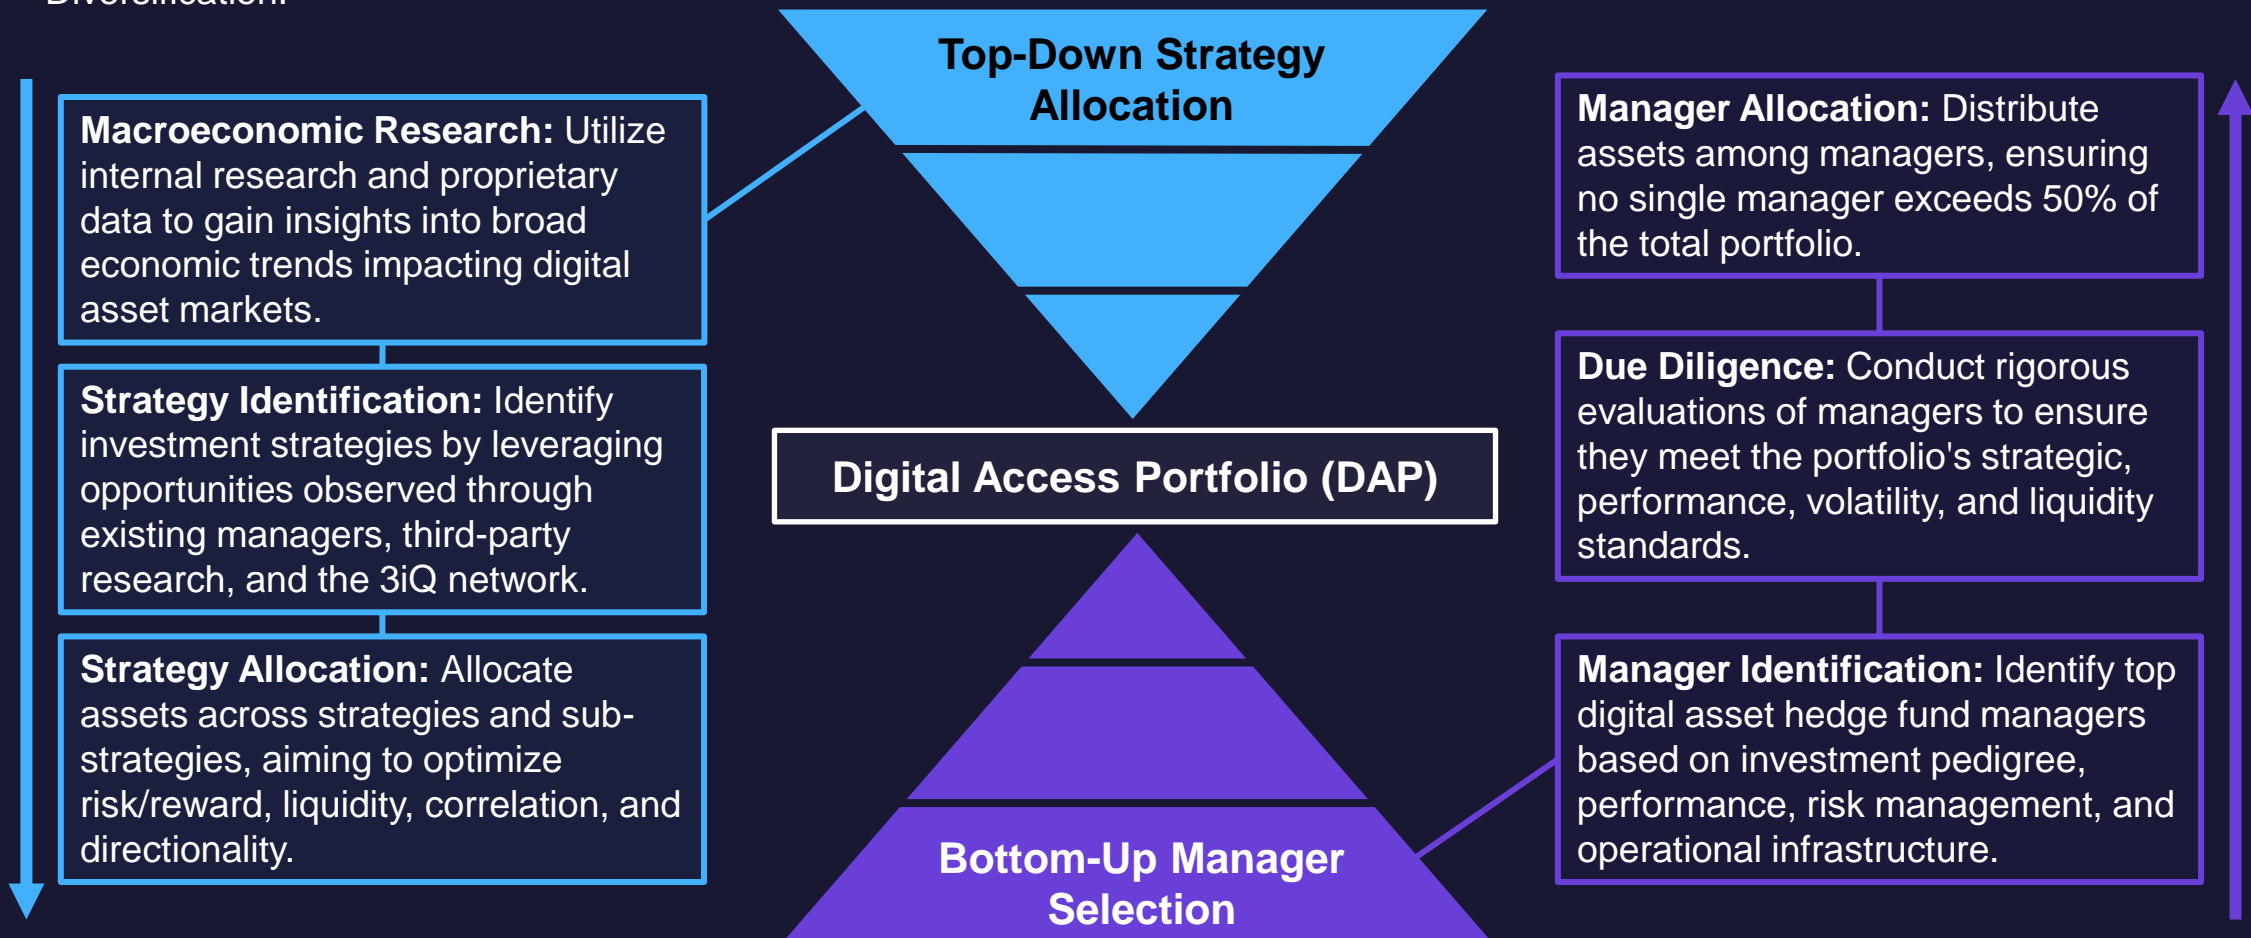 Diversification.
Top-Down Strategy
Allocation
Macroeconomic Research: Utilize
internal research and proprietary
data to gain insights into broad
economic trends impacting digital
asset markets.
Strategy Identification: Identify
investment strategies by leveraging
opportunities observed through
existing managers, third-party
research, and the 3iQ network.
Strategy Allocation: Allocate
assets across strategies and sub-
strategies, aiming to optimize
risk/reward, liquidity, correlation, and
directionality.
Digital Access Portfolio (DAP)
Bottom-Up Manager
Selection
Manager Allocation: Distribute
assets among managers, ensuring
no single manager exceeds 50% of
the total portfolio.
Due Diligence: Conduct rigorous
evaluations of managers to ensure
they meet the portfolio's strategic,
performance, volatility, and liquidity
standards.
Manager Identification: Identify top
digital asset hedge fund managers
based on investment pedigree,
performance, risk management, and
operational infrastructure.